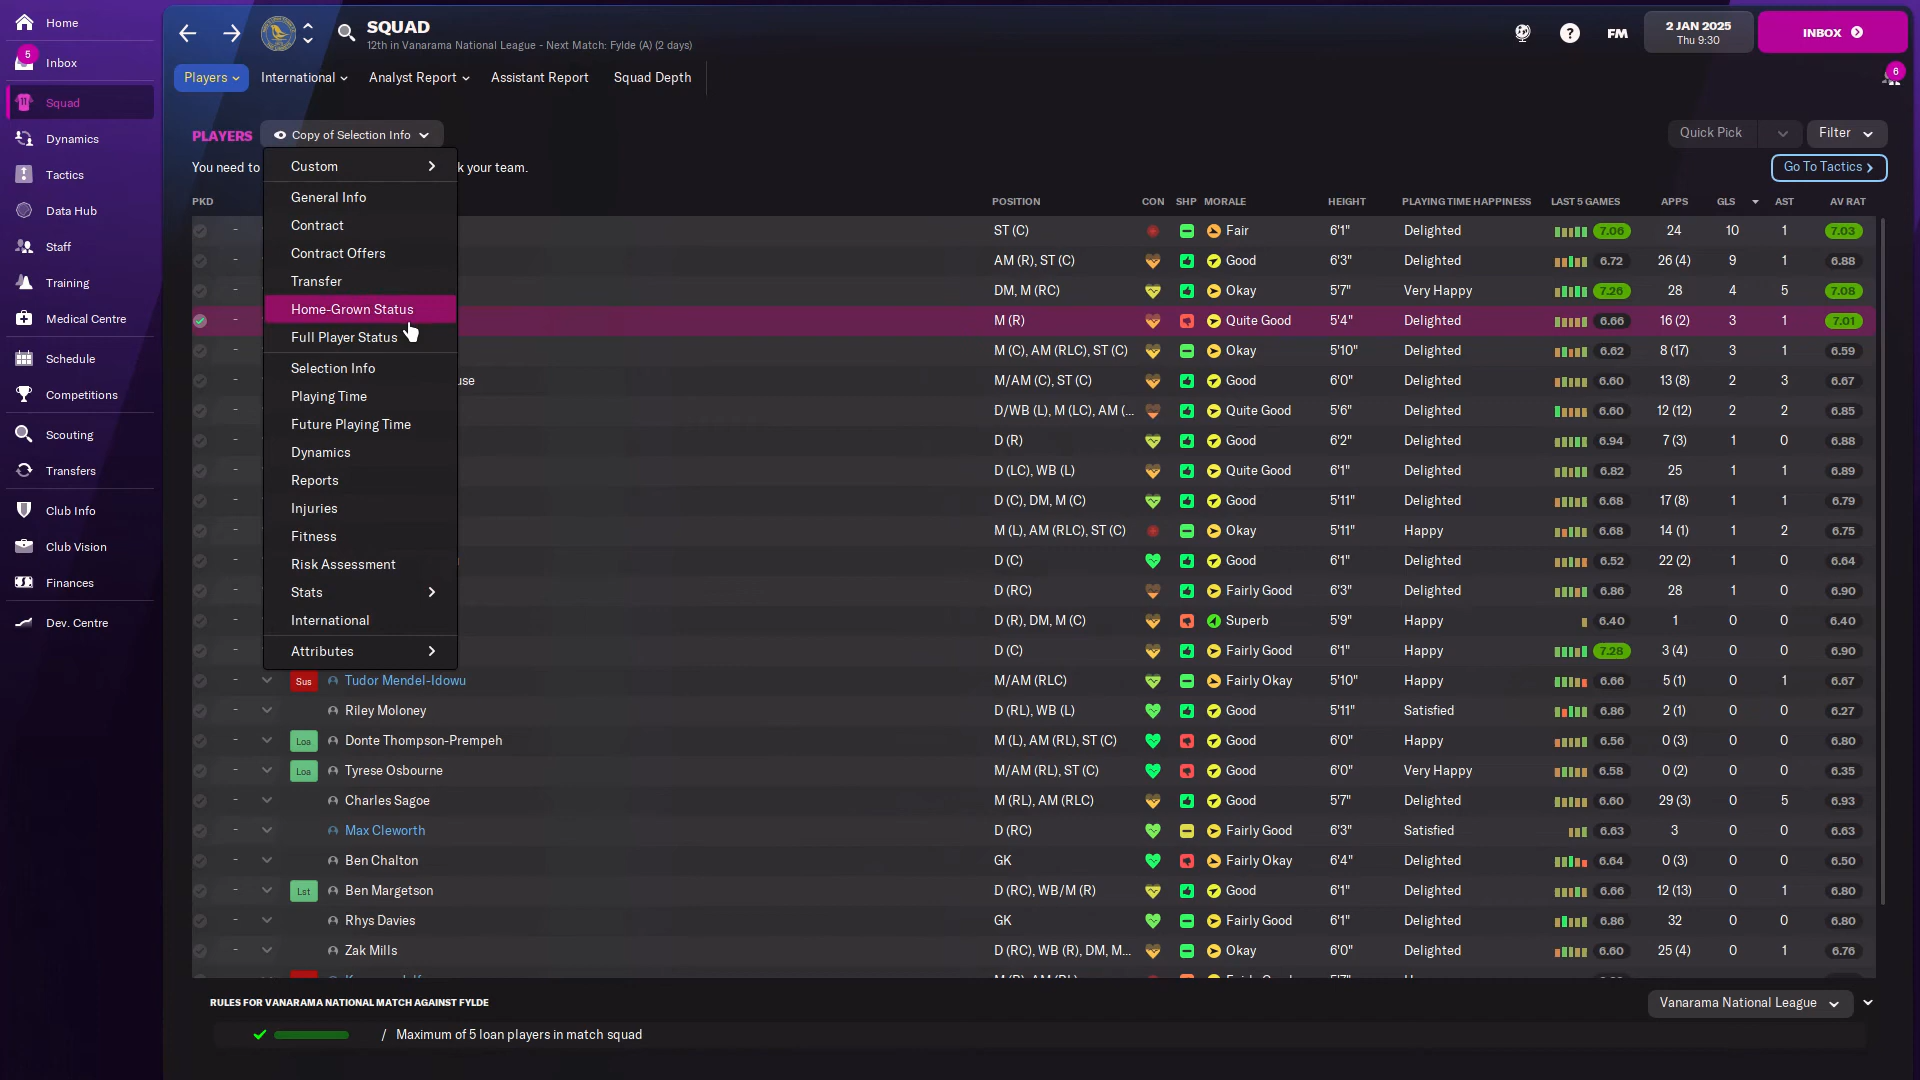 Home
5
Inbox
Squad
Dynamics
Tactics
Data Hub
Staff
Training
Medical Centre
Schedule
Competitions
Scouting
Transfers
Club Info
Club Vision
Finances
Dev. Centre
SQUAD
12th in Vanarama National League - Next Match: Fylde (A) (2 days)
?
FM
2 JAN 2025
Thu 9:30
INBOX
Players
International
Analyst Report
Assistant Report
Squad Depth
6
PLAYERS
Copy of Selection Info
Quick Pick
Filter
You need to
k your team.
Go To Tactics
Custom
General Info
Contract
Contract Offers
Transfer
Home-Grown Status
Full Player Status
Selection Info
Playing Time
Future Playing Time
Dynamics
Reports
Injuries
Fitness
Risk Assessment
Stats
International
Attributes
PKD POSITION CON SHP MORALE HEIGHT PLAYING TIME HAPPINESS LAST 5 GAMES APPS GLS AST AV RAT
- ST (C) Fair 6'1" Delighted 7.06 24 10 1 7.03
- AM (R), ST (C) Good 6'3" Delighted 6.72 26 (4) 9 1 6.88
- DM, M (RC) Okay 5'7" Very Happy 7.26 28 4 5 7.08
- M (R) Quite Good 5'4" Delighted 6.66 16 (2) 3 1 7.01
- M (C), AM (RLC), ST (C) Okay 5'10" Delighted 6.62 8 (17) 3 1 6.59
- use M/AM (C), ST (C) Good 6'0" Delighted 6.60 13 (8) 2 3 6.67
- D/WB (L), M (LC), AM (... Quite Good 5'6" Delighted 6.60 12 (12) 2 2 6.85
- D (R) Good 6'2" Delighted 6.94 7 (3) 1 0 6.88
- D (LC), WB (L) Quite Good 6'1" Delighted 6.82 25 1 1 6.89
- D (C), DM, M (C) Good 5'11" Delighted 6.68 17 (8) 1 1 6.79
- M (L), AM (RLC), ST (C) Okay 5'11" Happy 6.68 14 (1) 1 2 6.75
- D (C) Good 6'1" Delighted 6.52 22 (2) 1 0 6.64
- D (RC) Fairly Good 6'3" Delighted 6.86 28 1 0 6.90
- D (R), DM, M (C) Superb 5'9" Happy 6.40 1 0 0 6.40
- D (C) Fairly Good 6'1" Happy 7.28 3 (4) 0 0 6.90
- Sus Tudor Mendel-Idowu M/AM (RLC) Fairly Okay 5'10" Happy 6.66 5 (1) 0 1 6.67
- Riley Moloney D (RL), WB (L) Good 5'11" Satisfied 6.86 2 (1) 0 0 6.27
- Loa Donte Thompson-Prempeh M (L), AM (RL), ST (C) Good 6'0" Happy 6.56 0 (3) 0 0 6.80
- Loa Tyrese Osbourne M/AM (RL), ST (C) Good 6'0" Very Happy 6.58 0 (2) 0 0 6.35
- Charles Sagoe M (RL), AM (RLC) Good 5'7" Delighted 6.60 29 (3) 0 5 6.93
- Max Cleworth D (RC) Fairly Good 6'3" Satisfied 6.63 3 0 0 6.63
- Ben Chalton GK Fairly Okay 6'4" Delighted 6.64 0 (3) 0 0 6.50
- Lst Ben Margetson D (RC), WB/M (R) Good 6'1" Delighted 6.66 12 (13) 0 1 6.80
- Rhys Davies GK Fairly Good 6'1" Delighted 6.86 32 0 0 6.80
- Zak Mills D (RC), WB (R), DM, M... Okay 6'0" Delighted 6.60 25 (4) 0 1 6.76
RULES FOR VANARAMA NATIONAL MATCH AGAINST FYLDE
Vanarama National League
/ Maximum of 5 loan players in match squad